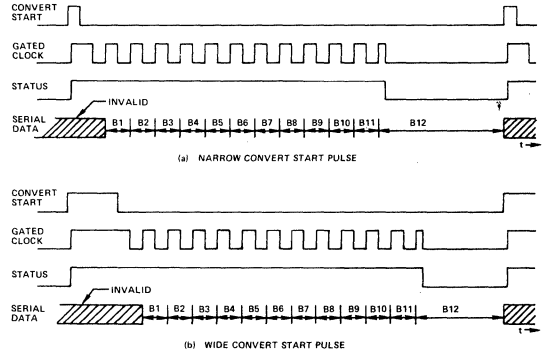 CONVERT
START
GATED
CLOCK
STATUS
INVALID
SERIAL
DATA
B1 B2 B3 B4 B5 B6 B7 B8 B9 B10 B11 B12
t
(a) NARROW CONVERT START PULSE
CONVERT
START
GATED
CLOCK
STATUS
INVALID
SERIAL
DATA
B1 B2 B3 B4 B5 B6 B7 B8 B9 B10 B11 B12
t
(b) WIDE CONVERT START PULSE